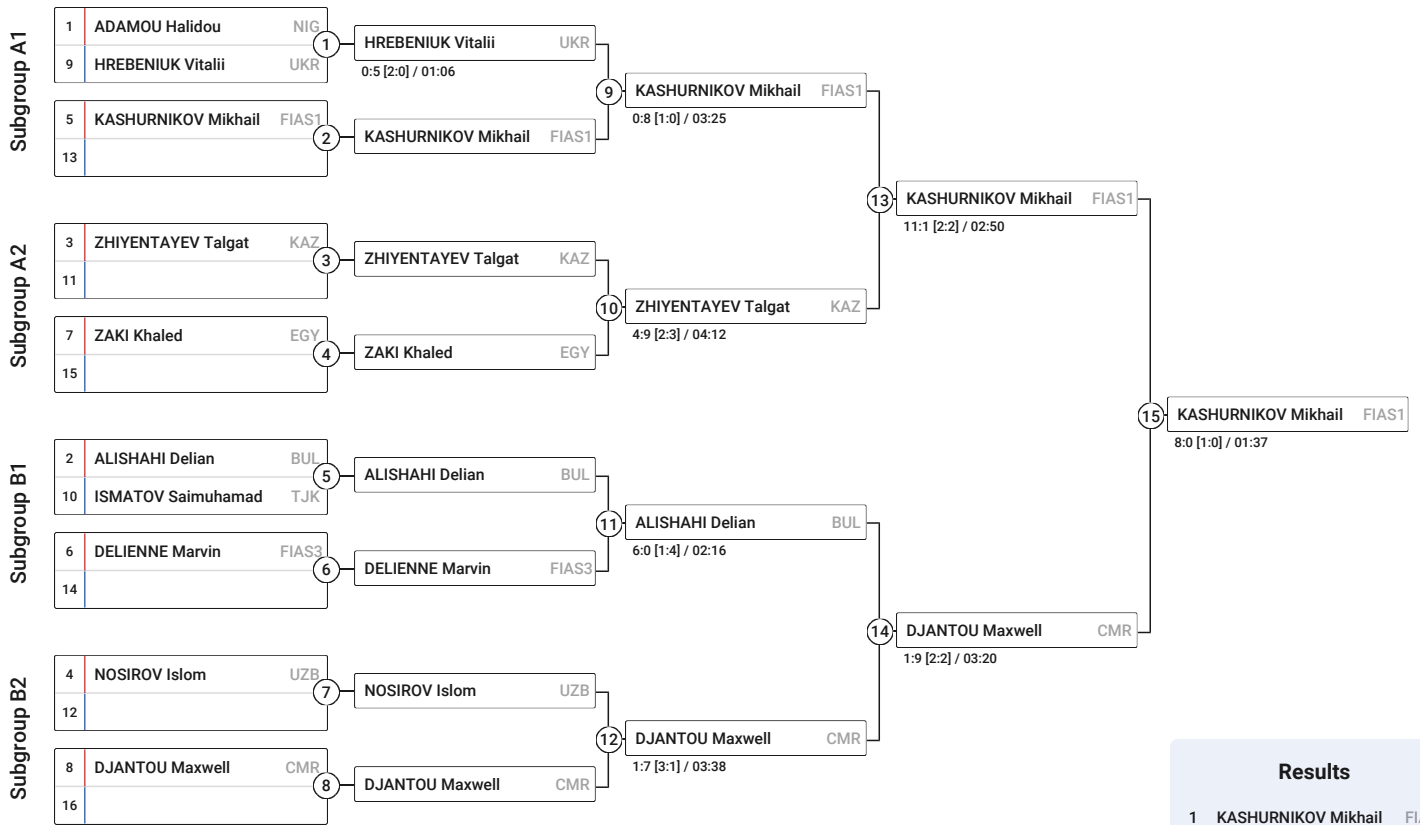 Subgroup A1
1 ADAMOU Halidou NIG
9 HREBENIUK Vitalii UKR
1
5 KASHURNIKOV Mikhail FIAS1
13
2
HREBENIUK Vitalii UKR
0:5 [2:0] / 01:06
KASHURNIKOV Mikhail FIAS1
9
KASHURNIKOV Mikhail FIAS1
0:8 [1:0] / 03:25
Subgroup A2
3 ZHIYENTAYEV Talgat KAZ
11
3
7 ZAKI Khaled EGY
15
4
ZHIYENTAYEV Talgat KAZ
ZAKI Khaled EGY
10
ZHIYENTAYEV Talgat KAZ
4:9 [2:3] / 04:12
13
KASHURNIKOV Mikhail FIAS1
11:1 [2:2] / 02:50
Subgroup B1
2 ALISHAHI Delian BUL
10 ISMATOV Saimuhamad TJK
5
6 DELIENNE Marvin FIAS3
14
6
ALISHAHI Delian BUL
DELIENNE Marvin FIAS3
11
ALISHAHI Delian BUL
6:0 [1:4] / 02:16
Subgroup B2
4 NOSIROV Islom UZB
12
7
8 DJANTOU Maxwell CMR
16
8
NOSIROV Islom UZB
DJANTOU Maxwell CMR
12
DJANTOU Maxwell CMR
1:7 [3:1] / 03:38
14
DJANTOU Maxwell CMR
1:9 [2:2] / 03:20
15
KASHURNIKOV Mikhail FIAS1
8:0 [1:0] / 01:37
Results
1 KASHURNIKOV Mikhail